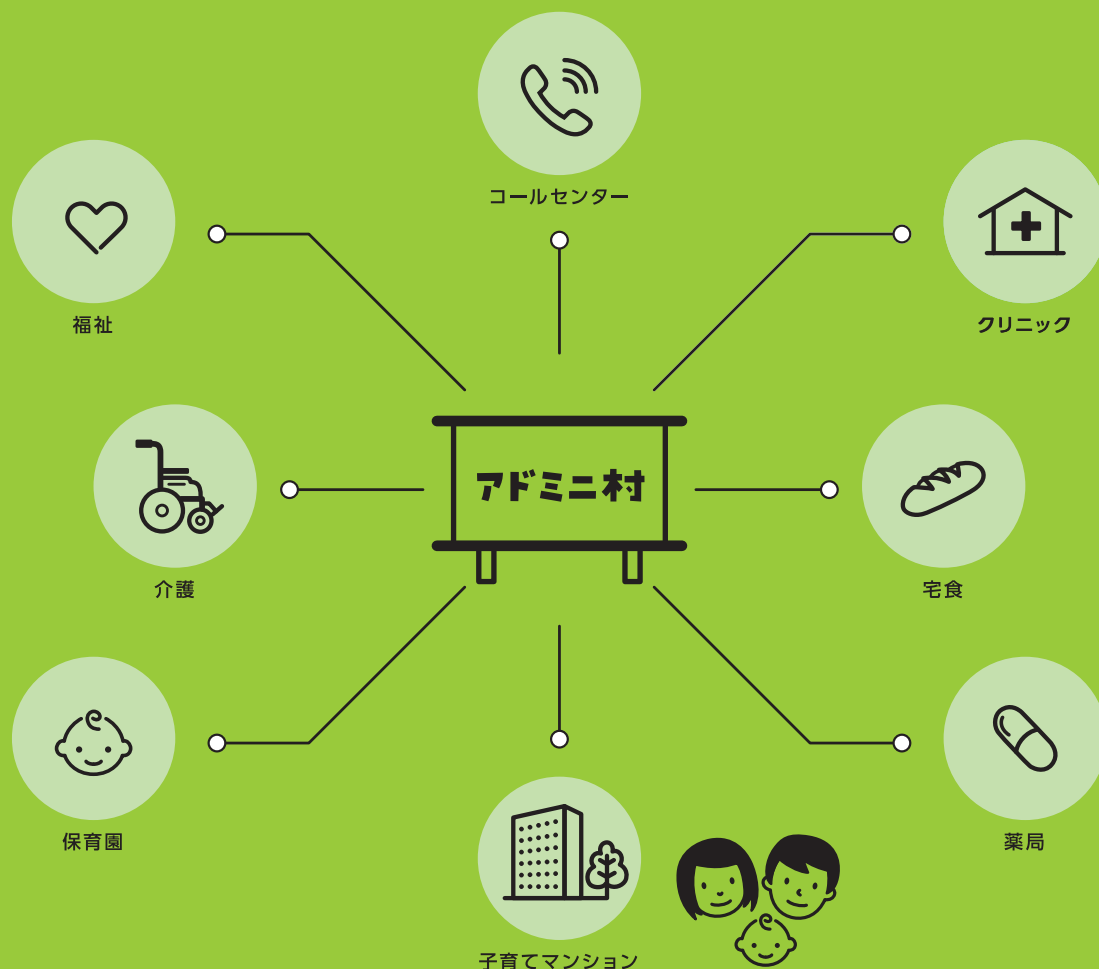 コールセンター
福祉
クリニック
アドミニ村
介護
宅食
保育園
薬局
子育てマンション